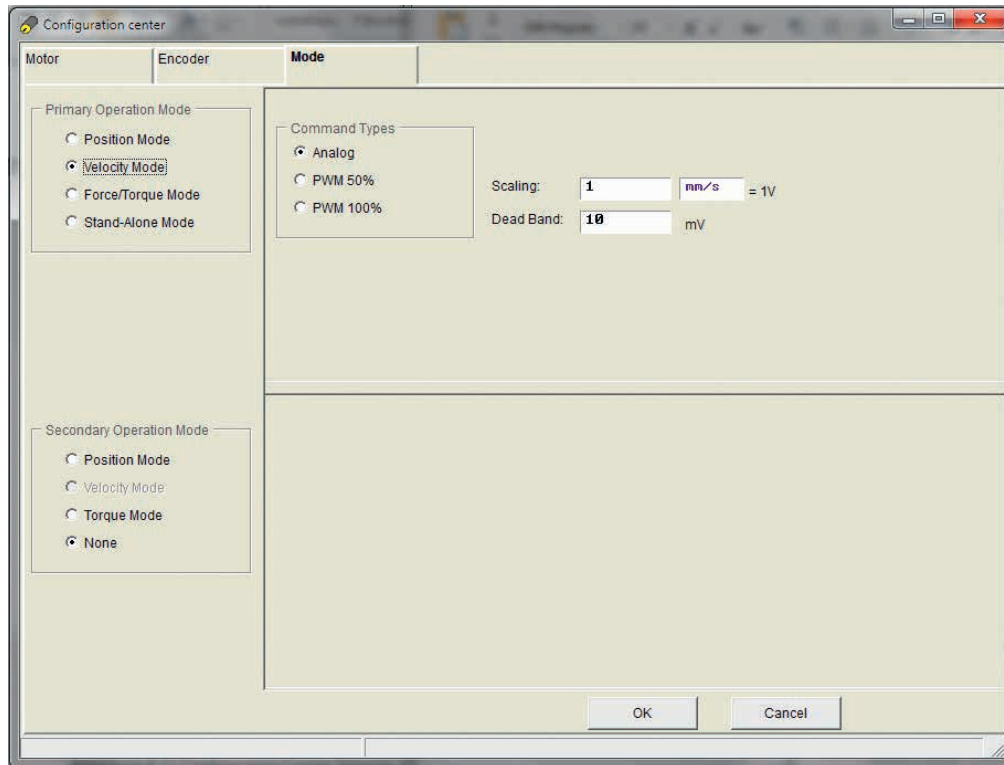 Configuration center
Motor
Encoder
Mode
Primary Operation Mode
Position Mode
Velocity Mode
Force/Torque Mode
Stand-Alone Mode
Command Types
Analog
PWM 50%
PWM 100%
Scaling: 1 mm/s = 1V
Dead Band: 10 mV
Secondary Operation Mode
Position Mode
Velocity Mode
Torque Mode
None
OK
Cancel